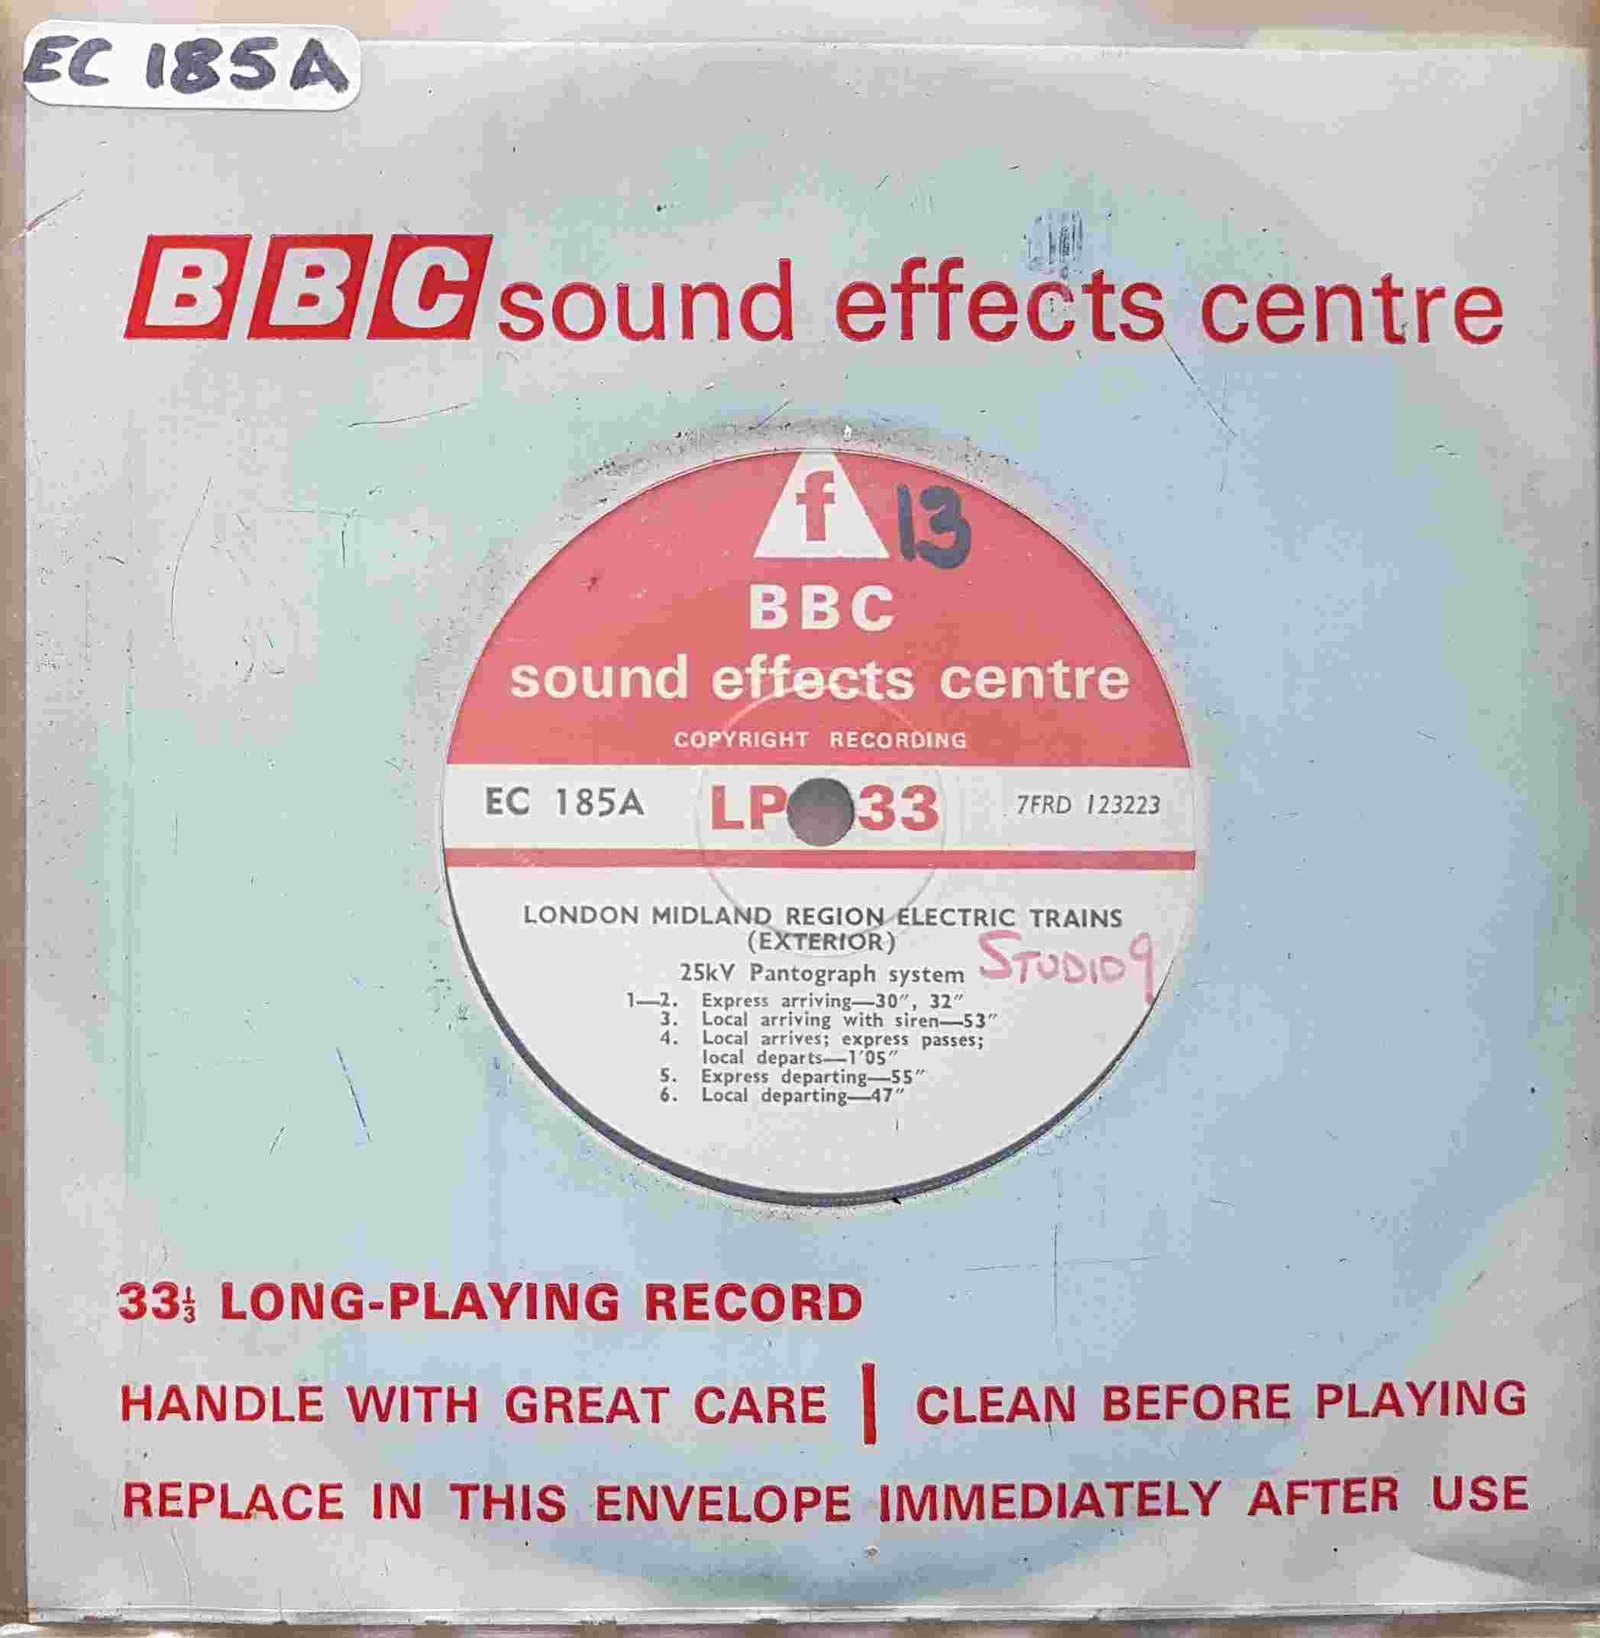 EC 185A
BBC sound effects centre
f 13
BBC
sound effects centre
COPYRIGHT RECORDING
EC 185A LP 33 7FRD 123223
LONDON MIDLAND REGION ELECTRIC TRAINS
(EXTERIOR)
25kV Pantograph system STUDIO 9
1—2. Express arriving—30″, 32″
3. Local arriving with siren—53″
4. Local arrives; express passes;
local departs—1′05″
5. Express departing—55″
6. Local departing—47″
33⅓ LONG-PLAYING RECORD
HANDLE WITH GREAT CARE | CLEAN BEFORE PLAYING
REPLACE IN THIS ENVELOPE IMMEDIATELY AFTER USE